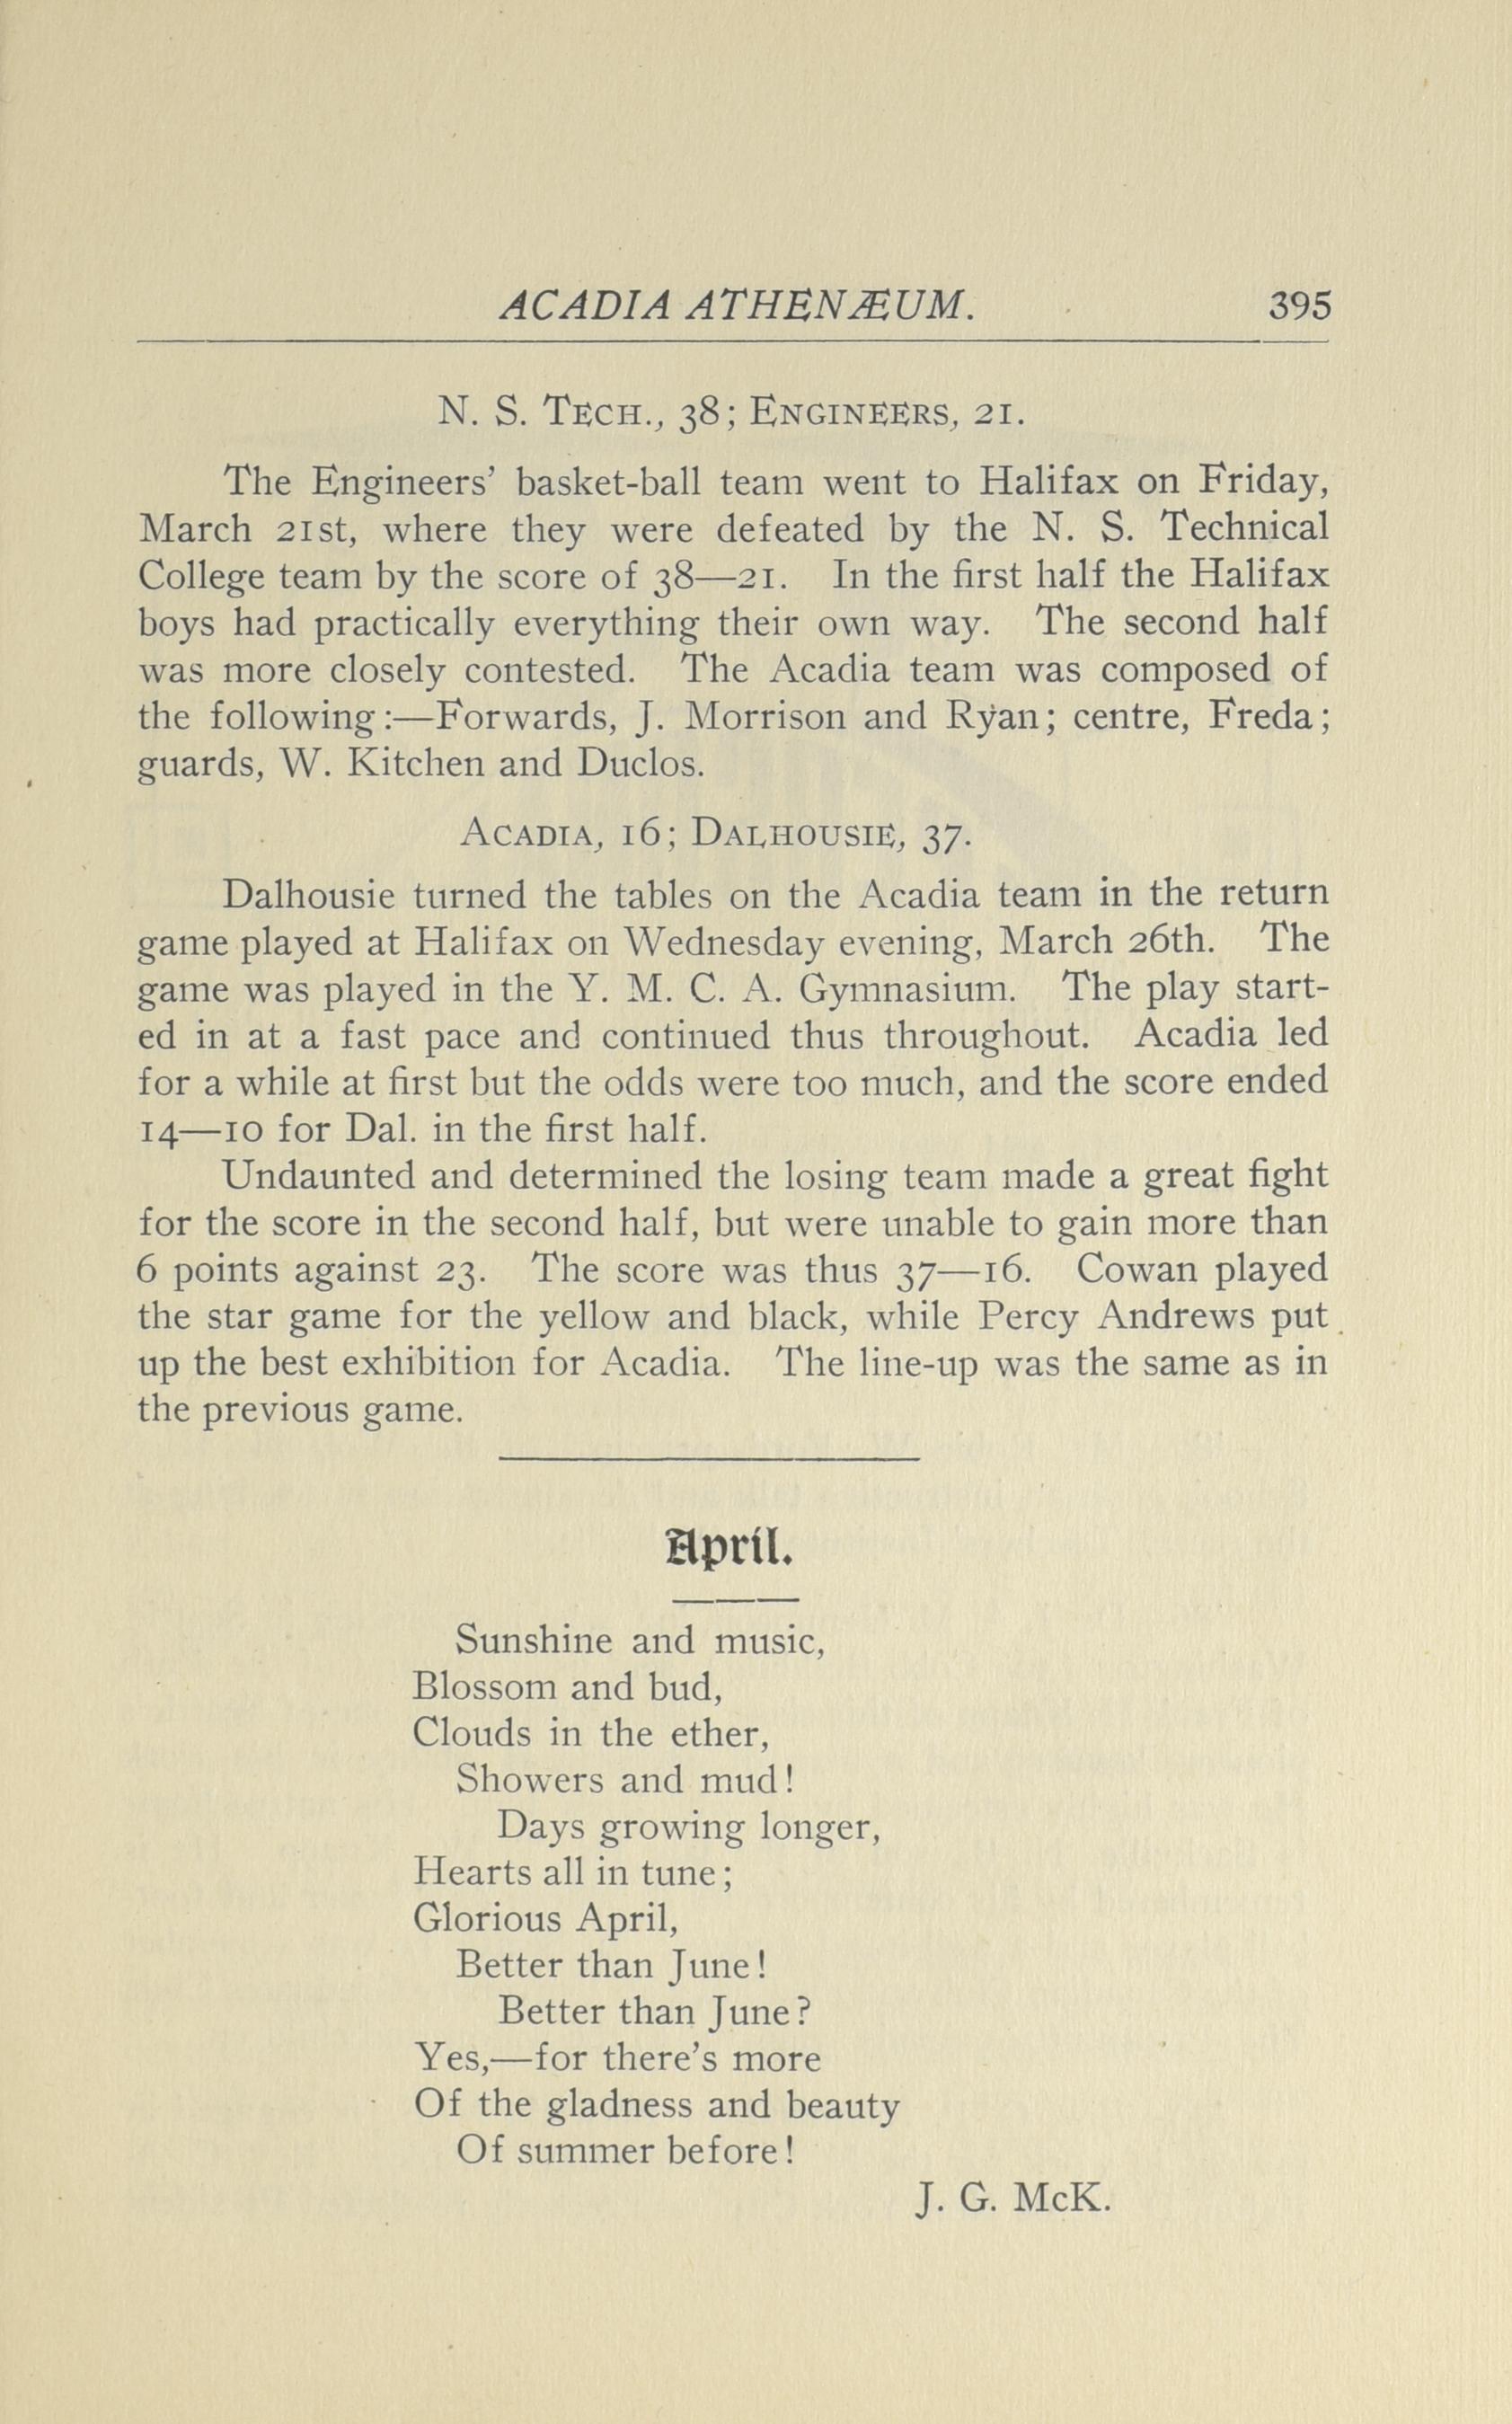 ACADIA ATHENÆUM. 395
N. S. TECH., 38; ENGINEERS, 21.
The Engineers' basket-ball team went to Halifax on Friday,
March 21st, where they were defeated by the N. S. Technical
College team by the score of 38—21. In the first half the Halifax
boys had practically everything their own way. The second half
was more closely contested. The Acadia team was composed of
the following:—Forwards, J. Morrison and Ryan; centre, Freda;
guards, W. Kitchen and Duclos.
ACADIA, 16; DALHOUSIE, 37.
Dalhousie turned the tables on the Acadia team in the return
game played at Halifax on Wednesday evening, March 26th. The
game was played in the Y. M. C. A. Gymnasium. The play start-
ed in at a fast pace and continued thus throughout. Acadia led
for a while at first but the odds were too much, and the score ended
14—10 for Dal. in the first half.
Undaunted and determined the losing team made a great fight
for the score in the second half, but were unable to gain more than
6 points against 23. The score was thus 37—16. Cowan played
the star game for the yellow and black, while Percy Andrews put
up the best exhibition for Acadia. The line-up was the same as in
the previous game.
April.
Sunshine and music,
Blossom and bud,
Clouds in the ether,
Showers and mud!
Days growing longer,
Hearts all in tune;
Glorious April,
Better than June!
Better than June?
Yes,—for there's more
Of the gladness and beauty
Of summer before!
J. G. McK.